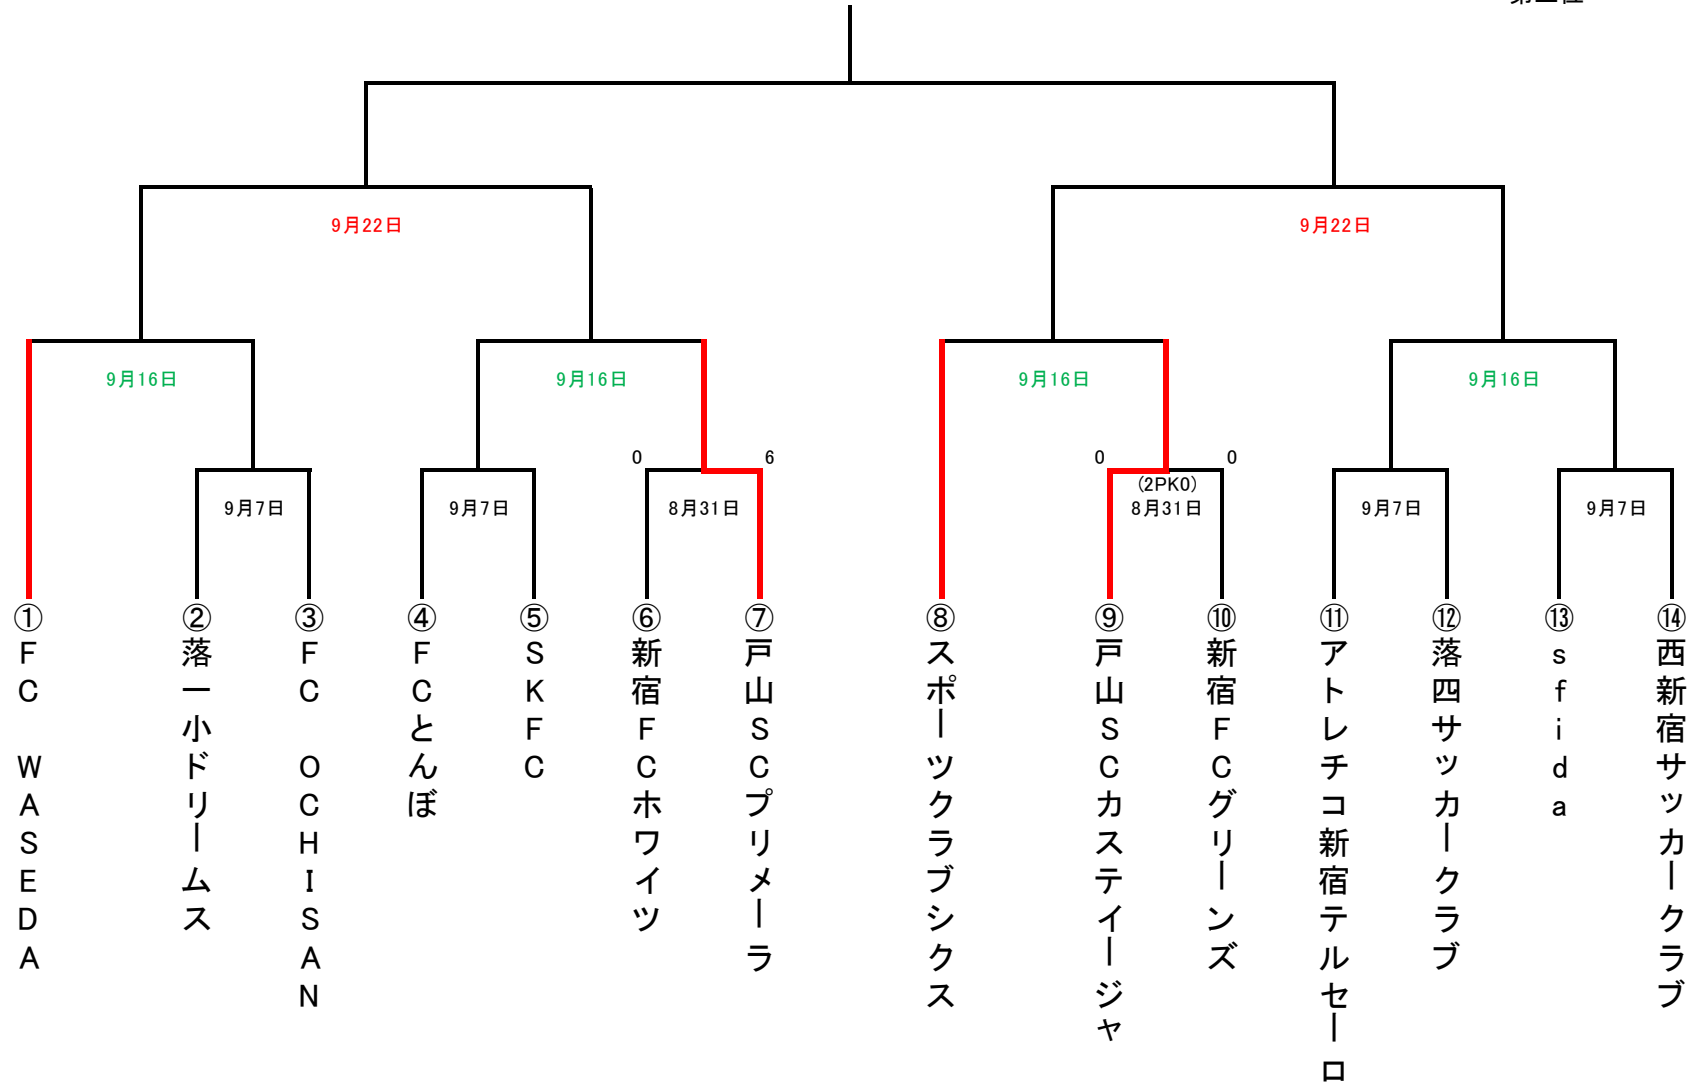 9月22日
9月22日
9月16日
9月16日
9月16日
9月16日
0
6
0
0
(2PK0)
9月7日
9月7日
8月31日
8月31日
9月7日
9月7日
①FC WASEDA
②落一小ドリームス
③FC OCHISAN
④FCとんぼ
⑤SKFC
⑥新宿FCホワイツ
⑦戸山SCプリメーラ
⑧スポーツクラブシクス
⑨戸山SCカステイージャ
⑩新宿FCグリーンズ
⑪アトレチコ新宿テルセーロ
⑫落四サッカークラブ
⑬sfida
⑭西新宿サッカークラブ